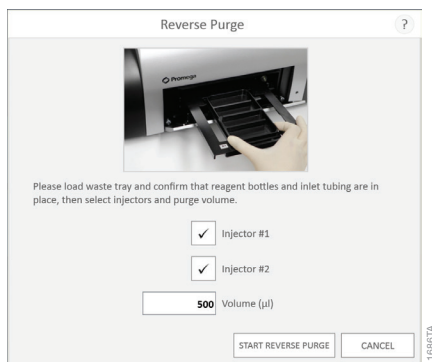 Reverse Purge
?
Promega
Please load waste tray and confirm that reagent bottles and inlet tubing are in
place, then select injectors and purge volume.
✓ Injector #1
✓ Injector #2
500 Volume (µl)
START REVERSE PURGE CANCEL